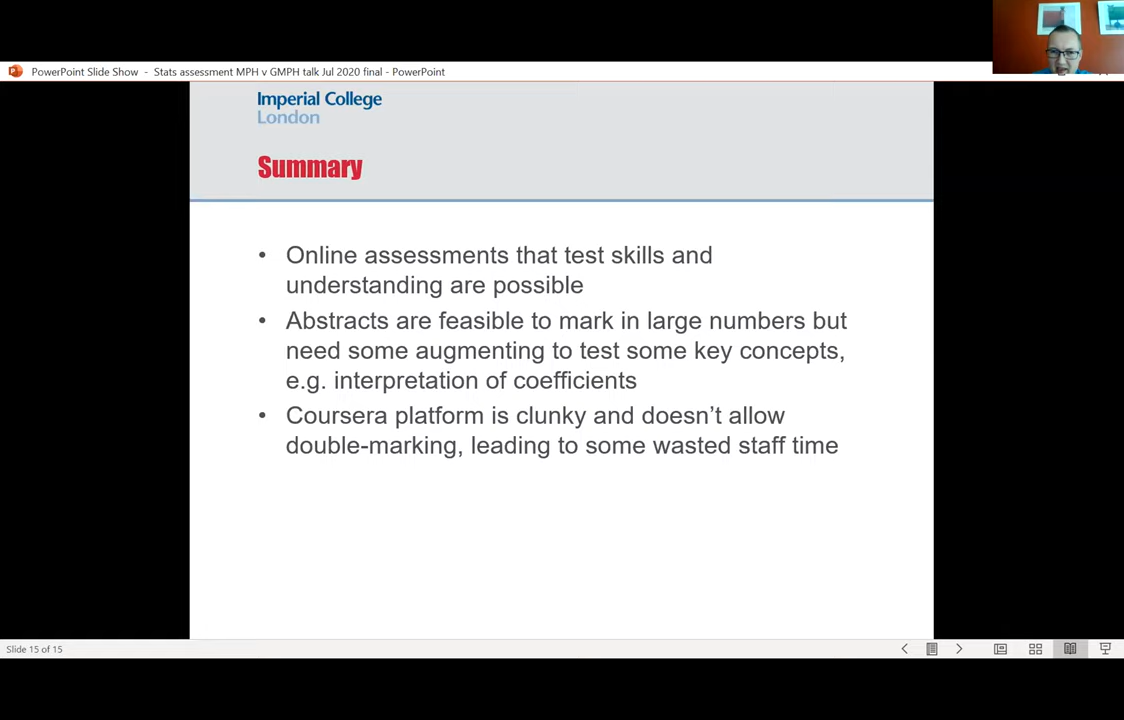 PowerPoint Slide Show - Stats assessment MPH v GMPH talk Jul 2020 final - PowerPoint
Imperial College
London
Summary
• Online assessments that test skills and
understanding are possible
• Abstracts are feasible to mark in large numbers but
need some augmenting to test some key concepts,
e.g. interpretation of coefficients
• Coursera platform is clunky and doesn’t allow
double-marking, leading to some wasted staff time
Slide 15 of 15